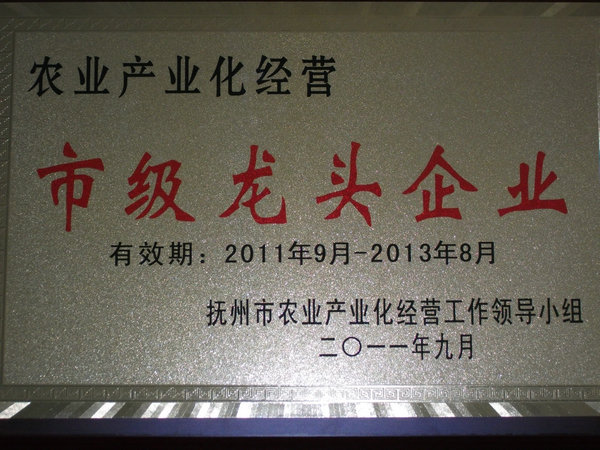 农业产业化经营
市级龙头企业
有效期：2011年9月-2013年8月
抚州市农业产业化经营工作领导小组
二〇一一年九月